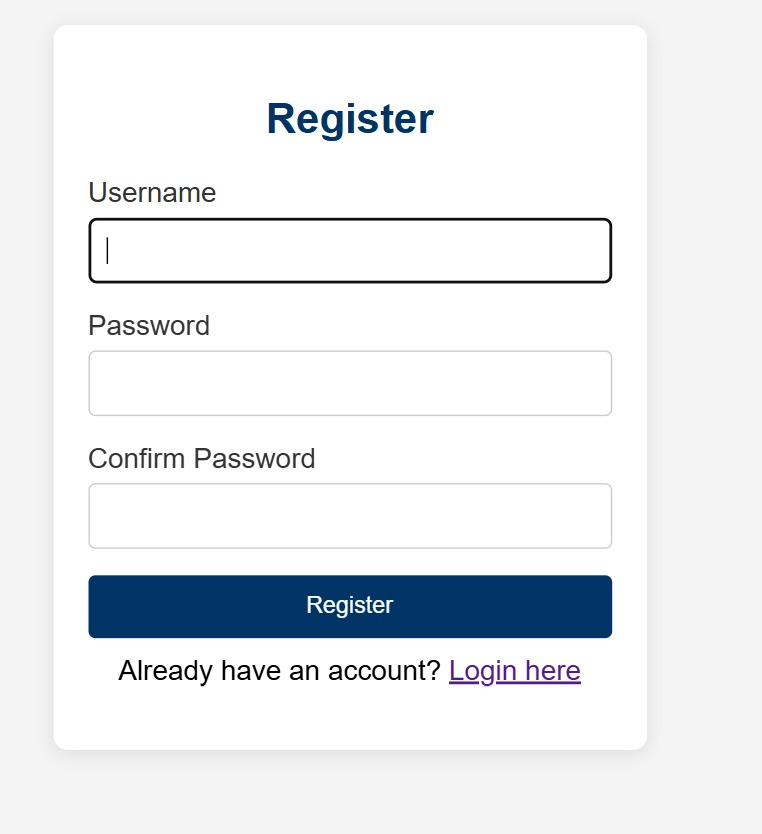 Register
Username
Password
Confirm Password
Register
Already have an account? Login here